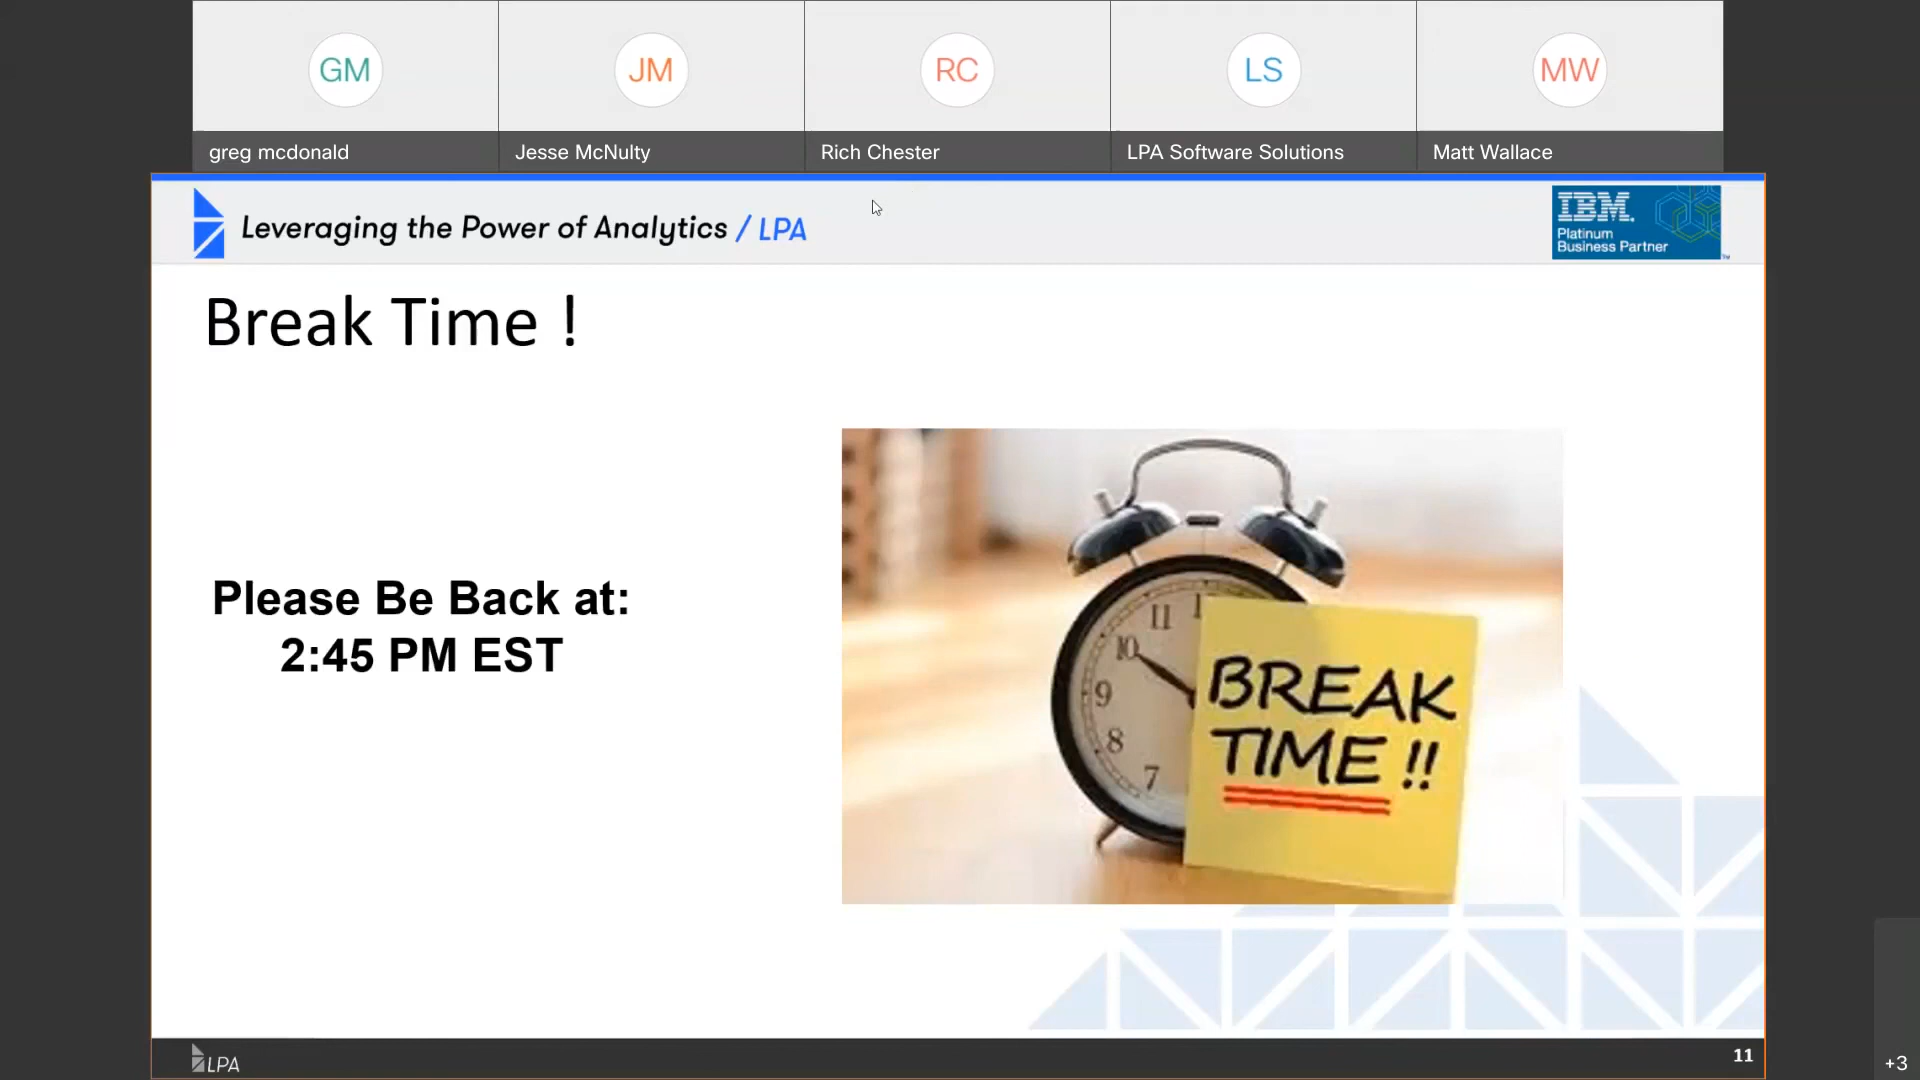 GM
JM
RC
LS
MW
greg mcdonald
Jesse McNulty
Rich Chester
LPA Software Solutions
Matt Wallace
Leveraging the Power of Analytics / LPA
IBM.
Platinum
Business Partner
™
Break Time !
Please Be Back at:
2:45 PM EST
11
1
10
9
8
7
BREAK
TIME !!
LPA
11
+3